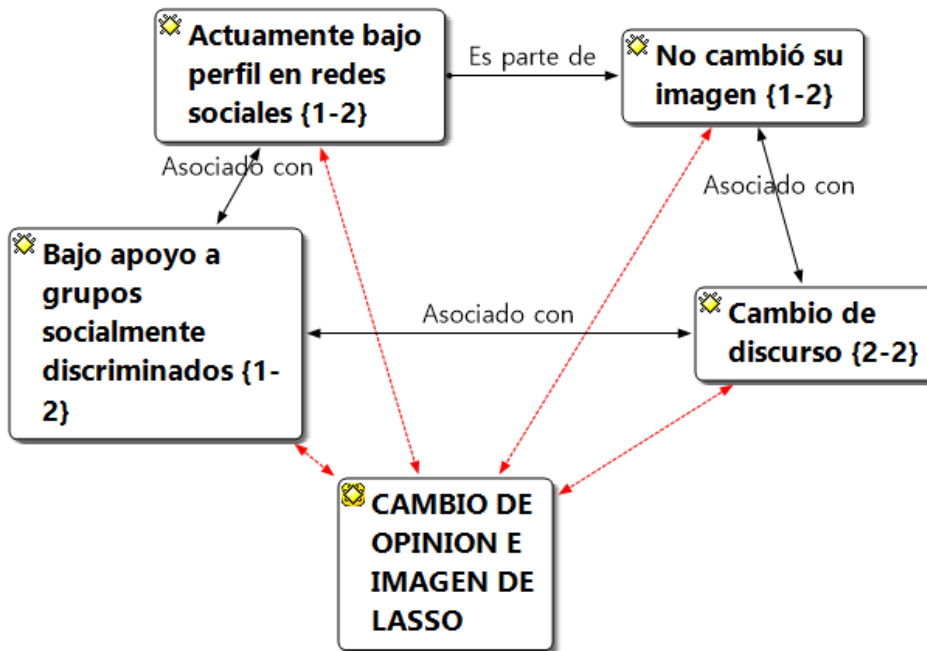 Actuamente bajo
perfil en redes
sociales {1-2}
Es parte de
No cambió su
imagen {1-2}
Asociado con
Asociado con
Bajo apoyo a
grupos
socialmente
discriminados {1-
2}
Asociado con
Cambio de
discurso {2-2}
CAMBIO DE
OPINION E
IMAGEN DE
LASSO